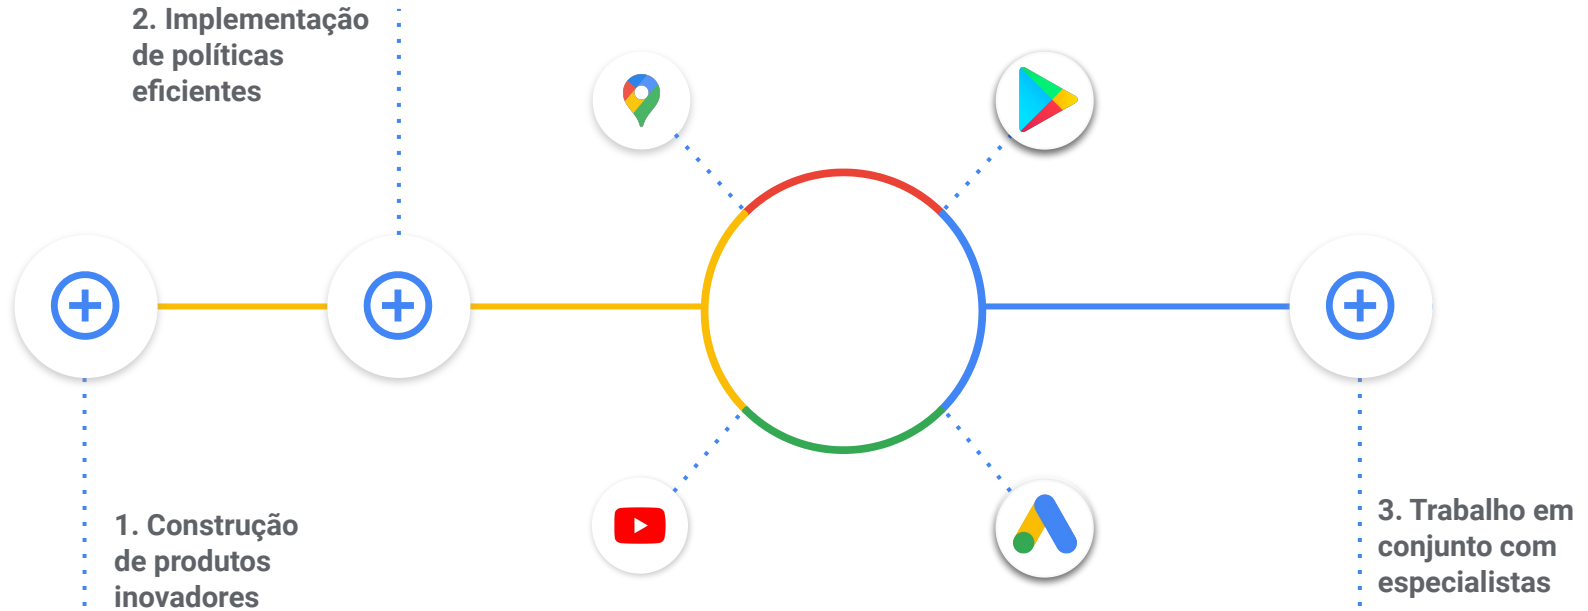 2. Implementação
de políticas
eficientes
1. Construção
de produtos
inovadores
3. Trabalho em
conjunto com
especialistas